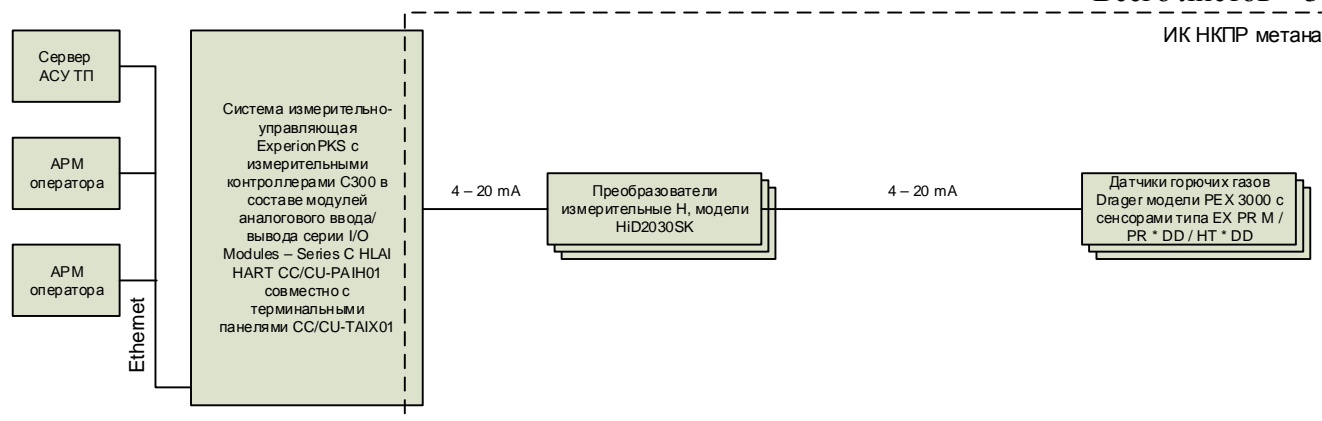 ИК НКПР метана
Сервер
АСУ ТП
АРМ
оператора
АРМ
оператора
Ethernet
Система измерительно-
управляющая
ExperionPKS с
измерительными
контроллерами С300 в
составе модулей
аналогового ввода/
вывода серии I/O
Modules – Series C HLAI
HART CC/CU-PAIH01
совместно с
терминальными
панелями CC/CU-TAIX01
4 – 20 mA
Преобразователи
измерительные Н, модели
HiD2030SK
4 – 20 mA
Датчики горючих газов
Drager модели PEX 3000 с
сенсорами типа EX PR M /
PR * DD / HT * DD